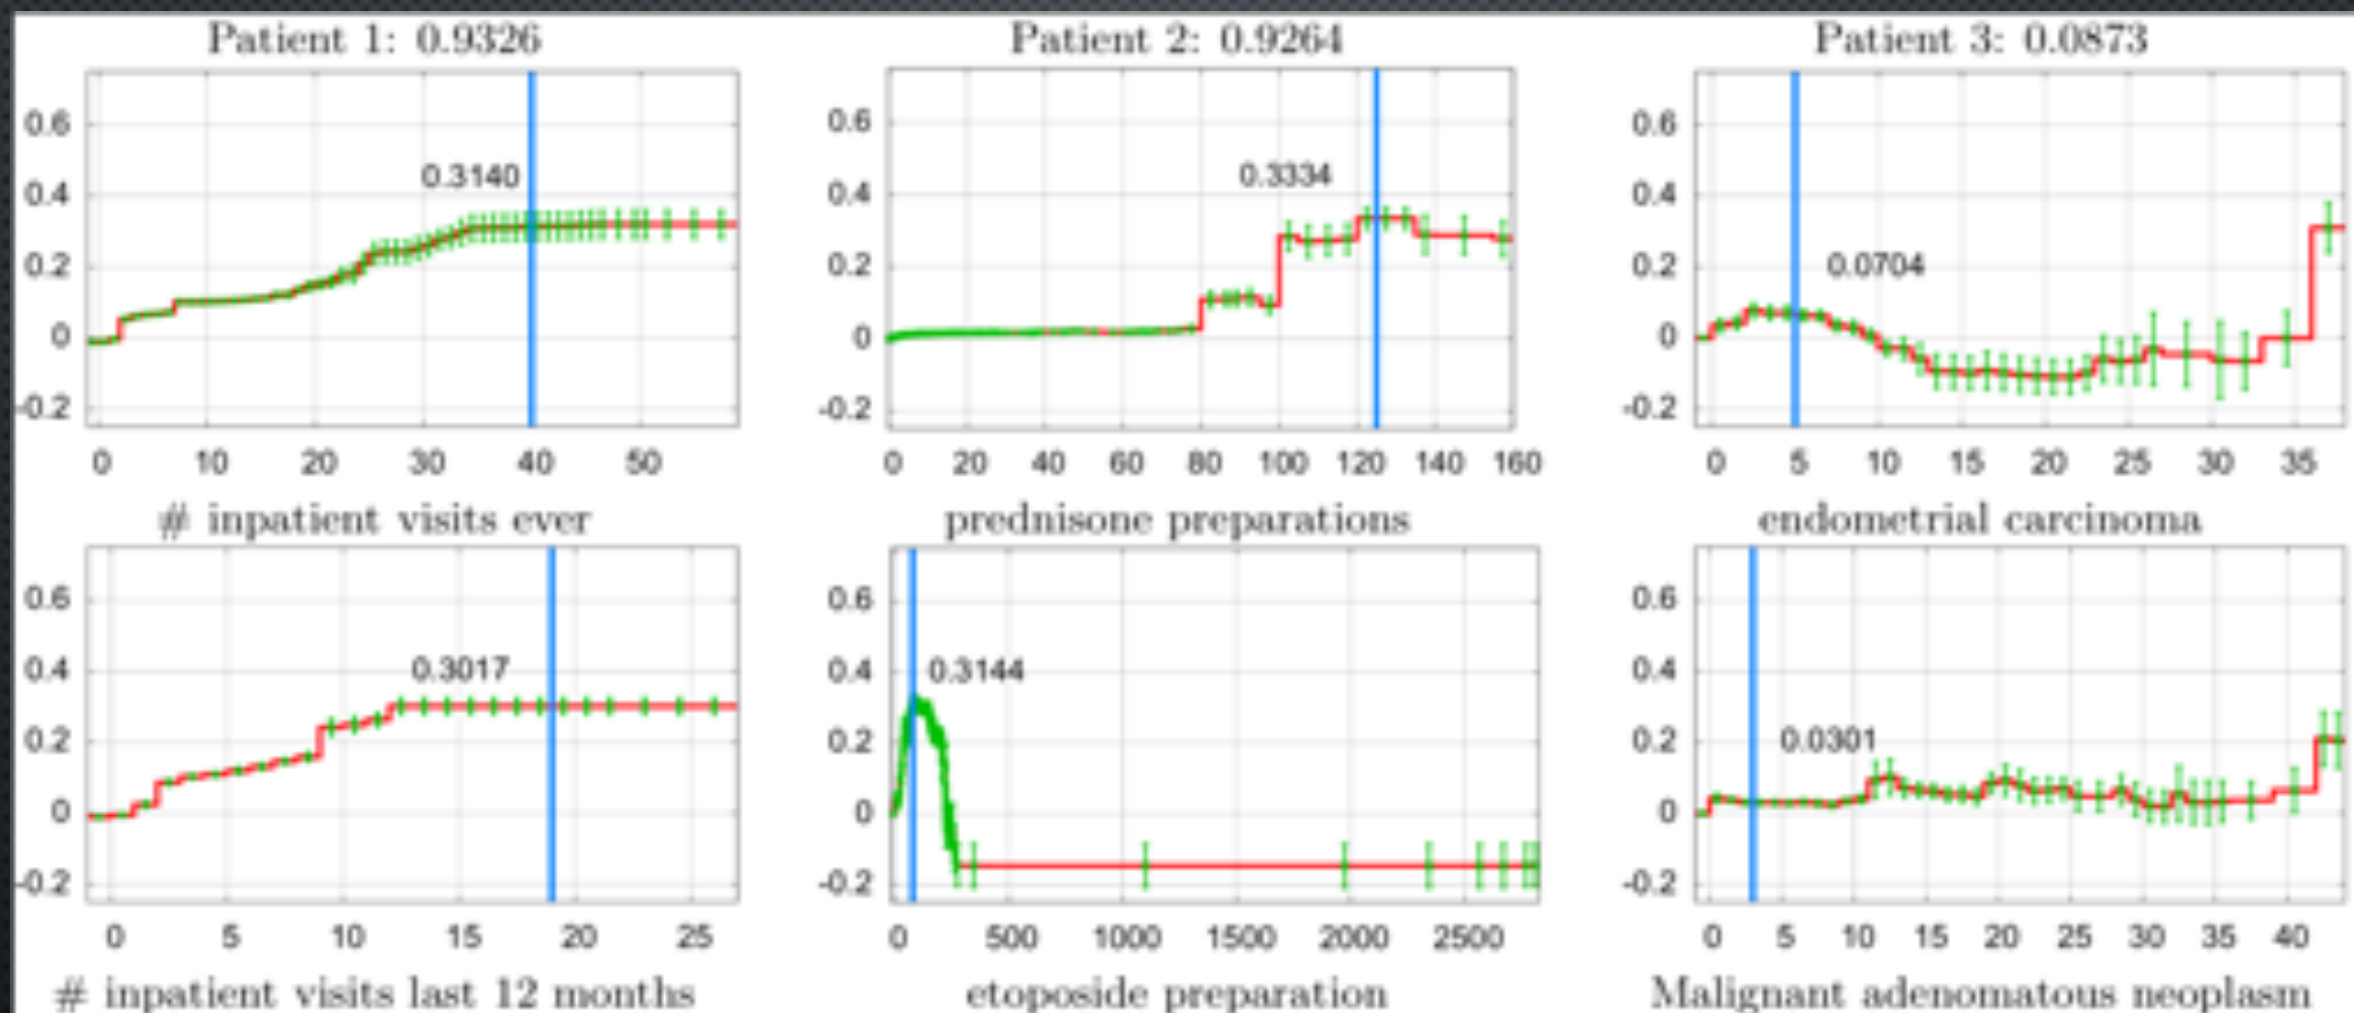 Patient 1: 0.9326
Patient 2: 0.9264
Patient 3: 0.0873
0.6
0.4
0.2
0
-0.2
0.3140
0 10 20 30 40 50
# inpatient visits ever
0.6
0.4
0.2
0
-0.2
0.3334
0 20 40 60 80 100 120 140 160
prednisone preparations
0.6
0.4
0.2
0
-0.2
0.0704
0 5 10 15 20 25 30 35
endometrial carcinoma
0.6
0.4
0.2
0
-0.2
0.3017
0 5 10 15 20 25
# inpatient visits last 12 months
0.6
0.4
0.2
0
-0.2
0.3144
0 500 1000 1500 2000 2500
etoposide preparation
0.6
0.4
0.2
0
-0.2
0.0301
0 5 10 15 20 25 30 35 40
Malignant adenomatous neoplasm